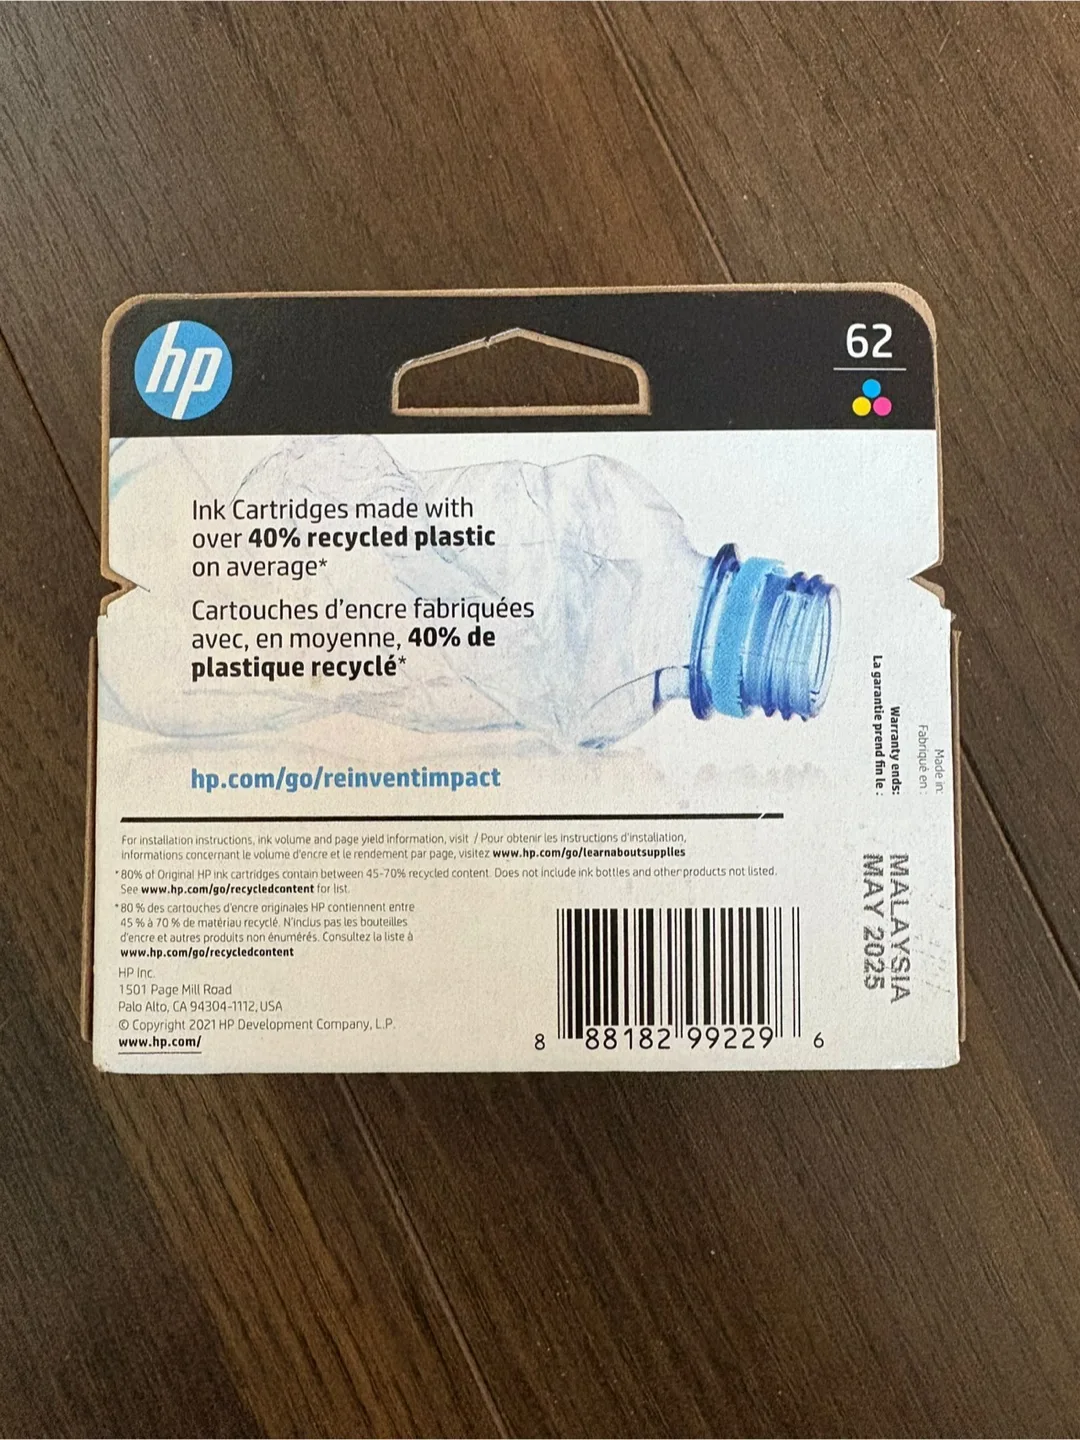 hp
62
Ink Cartridges made with
over 40% recycled plastic
on average*
Cartouches d'encre fabriquées
avec, en moyenne, 40% de
plastique recyclé*
hp.com/go/reinventimpact
For installation instructions, ink volume and page yield information, visit / Pour obtenir les instructions d'installation,
informations concernant le volume d'encre et le rendement par page, visitez www.hp.com/go/learnaboutsupplies
*80% of Original HP ink cartridges contain between 45-70% recycled content. Does not include ink bottles and other products not listed.
See www.hp.com/go/recycledcontent for list.
*80 % des cartouches d'encre originales HP contiennent entre
45 % à 70 % de matériau recyclé. N'inclus pas les bouteilles
d'encre et autres produits non énumérés. Consultez la liste à
www.hp.com/go/recycledcontent
HP Inc.
1501 Page Mill Road
Palo Alto, CA 94304-1112, USA
© Copyright 2021 HP Development Company, L.P.
www.hp.com/
8 88182 99229 6
Made in:
Fabriqué en :
MALAYSIA
Warranty ends:
La garantie prend fin le :
MAY 2025